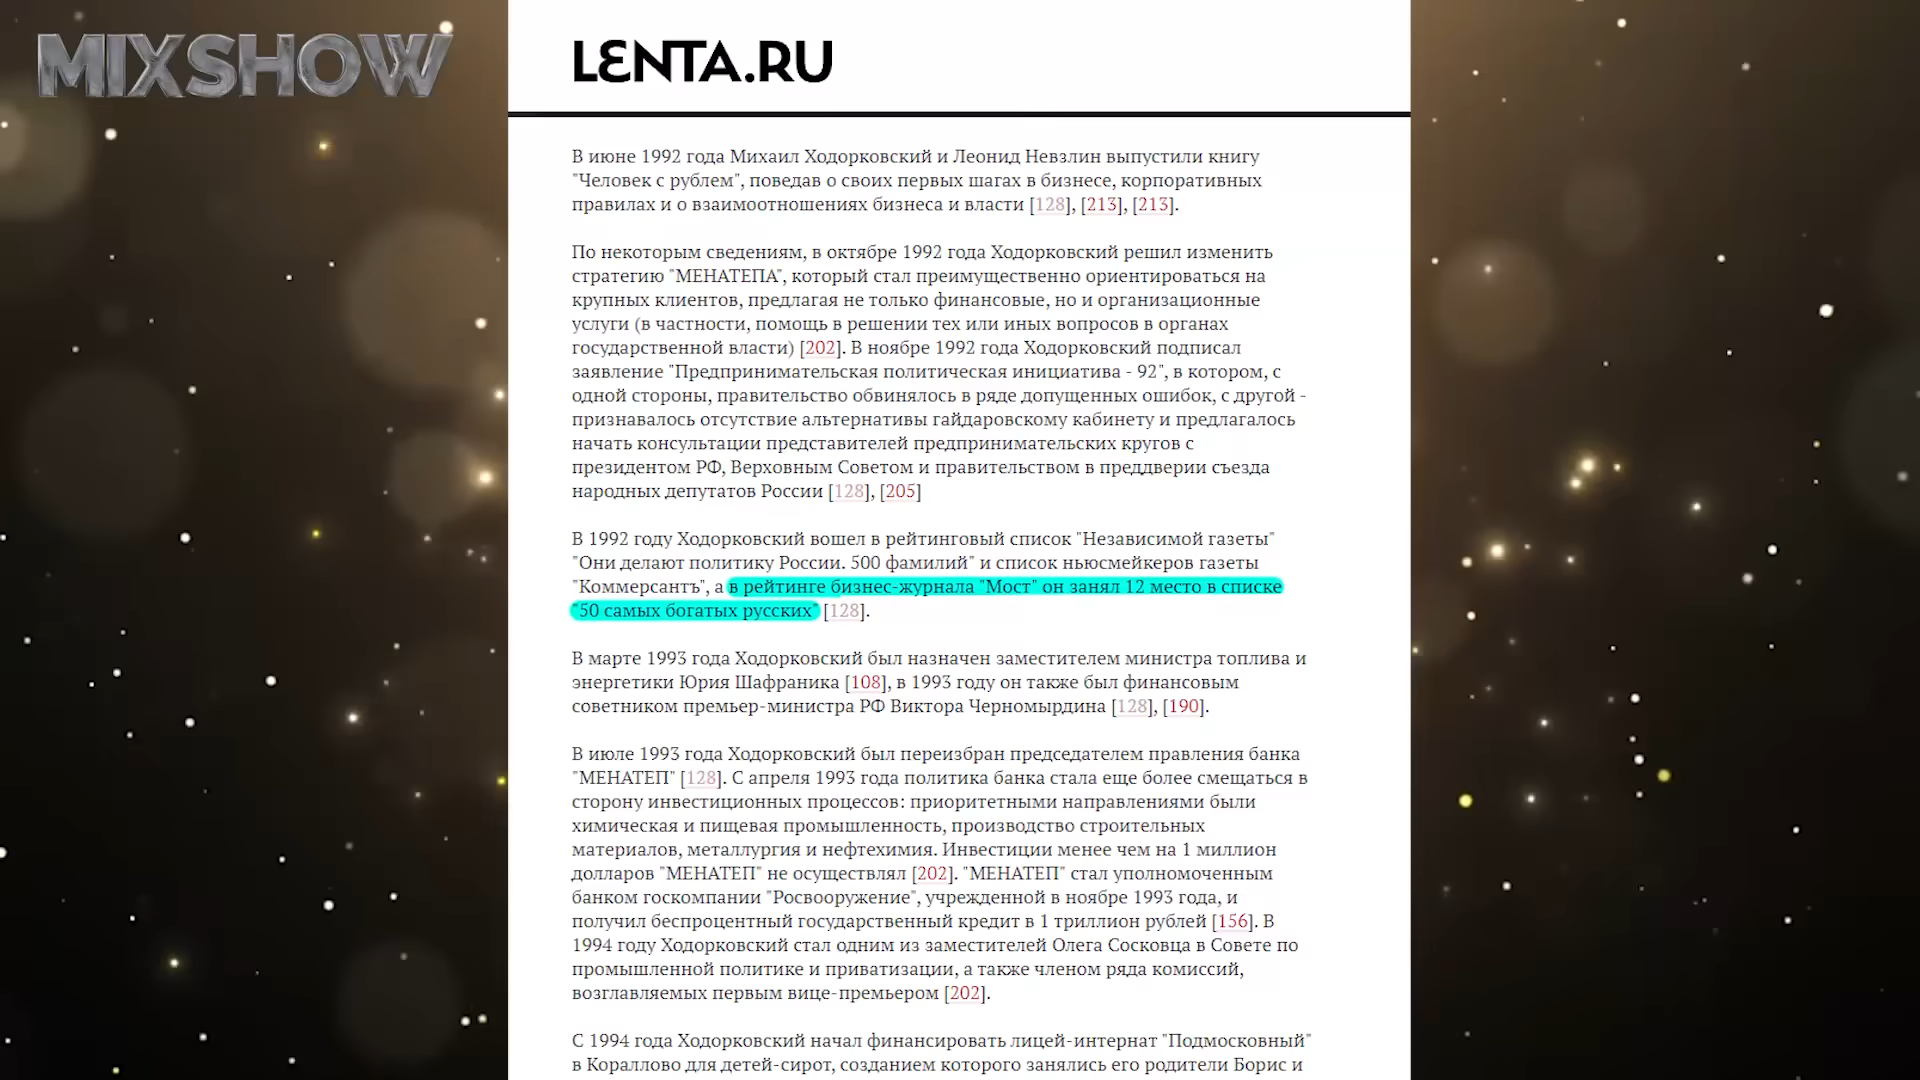 MIXSHOW
LENTA.RU
В июне 1992 года Михаил Ходорковский и Леонид Невзлин выпустили книгу
"Человек с рублем", поведав о своих первых шагах в бизнесе, корпоративных
правилах и о взаимоотношениях бизнеса и власти [128], [213], [213].
По некоторым сведениям, в октябре 1992 года Ходорковский решил изменить
стратегию "МЕНАТЕПА", который стал преимущественно ориентироваться на
крупных клиентов, предлагая не только финансовые, но и организационные
услуги (в частности, помощь в решении тех или иных вопросов в органах
государственной власти) [202]. В ноябре 1992 года Ходорковский подписал
заявление "Предпринимательская политическая инициатива - 92", в котором, с
одной стороны, правительство обвинялось в ряде допущенных ошибок, с другой -
признавалось отсутствие альтернативы гайдаровскому кабинету и предлагалось
начать консультации представителей предпринимательских кругов с
президентом РФ, Верховным Советом и правительством в преддверии съезда
народных депутатов России [128], [205]
В 1992 году Ходорковский вошел в рейтинговый список "Независимой газеты"
"Они делают политику России. 500 фамилий" и список ньюсмейкеров газеты
"Коммерсантъ", а в рейтинге бизнес-журнала "Мост" он занял 12 место в списке
"50 самых богатых русских" [128].
В марте 1993 года Ходорковский был назначен заместителем министра топлива и
энергетики Юрия Шафраника [108], в 1993 году он также был финансовым
советником премьер-министра РФ Виктора Черномырдина [128], [190].
В июле 1993 года Ходорковский был переизбран председателем правления банка
"МЕНАТЕП" [128]. С апреля 1993 года политика банка стала еще более смещаться в
сторону инвестиционных процессов: приоритетными направлениями были
химическая и пищевая промышленность, производство строительных
материалов, металлургия и нефтехимия. Инвестиции менее чем на 1 миллион
долларов "МЕНАТЕП" не осуществлял [202]. "МЕНАТЕП" стал уполномоченным
банком госкомпании "Росвооружение", учрежденной в ноябре 1993 года, и
получил беспроцентный государственный кредит в 1 триллион рублей [156]. В
1994 году Ходорковский стал одним из заместителей Олега Сосковца в Совете по
промышленной политике и приватизации, а также членом ряда комиссий,
возглавляемых первым вице-премьером [202].
С 1994 года Ходорковский начал финансировать лицей-интернат "Подмосковный"
в Кораллово для детей-сирот, созданием которого занялись его родители Борис и